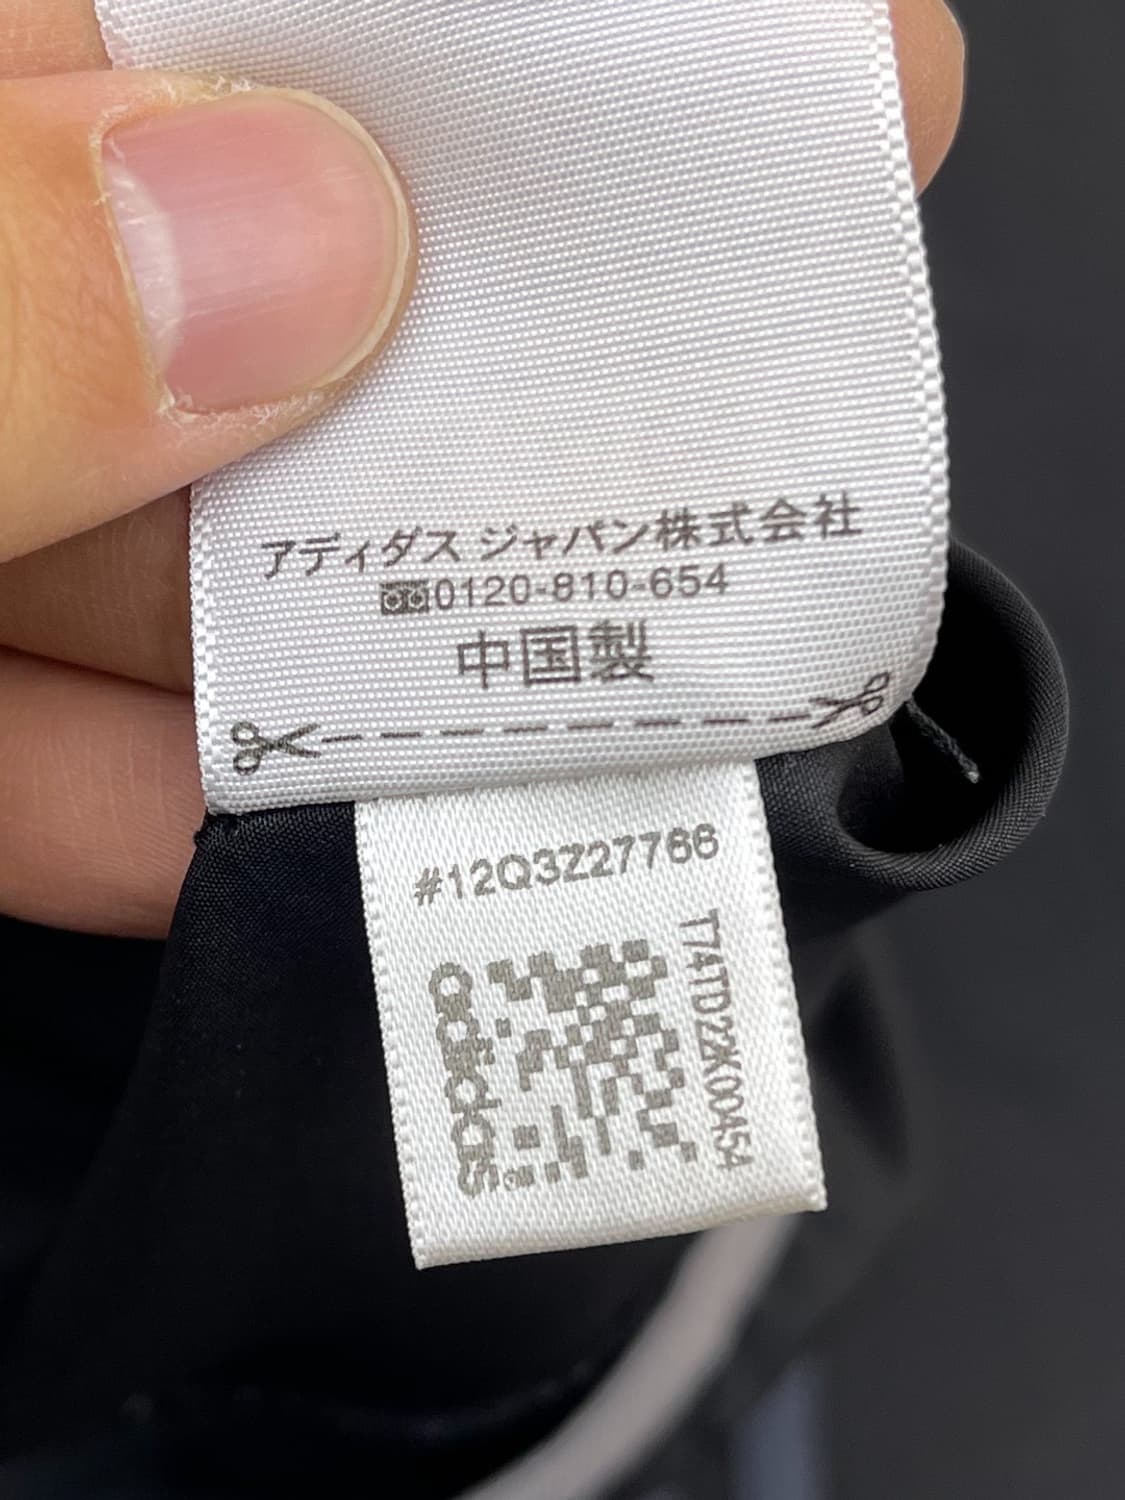 アディダス ジャパン株式会社
0120-810-654
中国製
#12Q3Z27766
T74TD22K00454
adidas